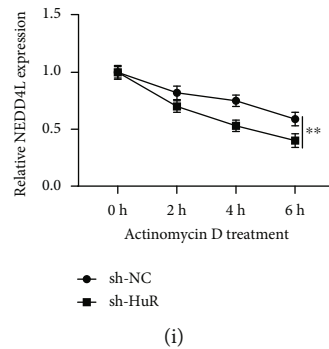 Relative NEDD4L expression
1.5
1.0
0.5
0.0
**
0 h 2 h 4 h 6 h
Actinomycin D treatment
sh-NC
sh-HuR
(i)